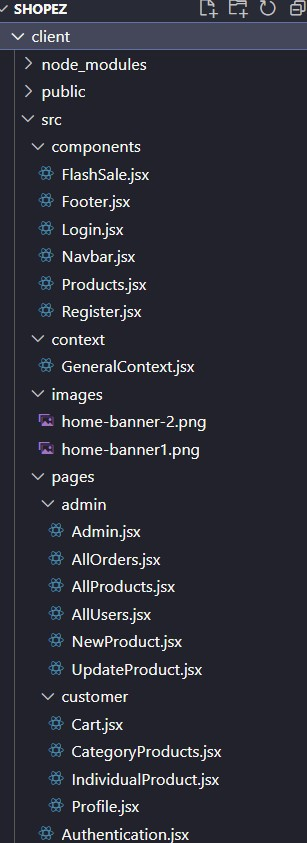 SHOPEZ
client
node_modules
public
src
components
FlashSale.jsx
Footer.jsx
Login.jsx
Navbar.jsx
Products.jsx
Register.jsx
context
GeneralContext.jsx
images
home-banner-2.png
home-banner1.png
pages
admin
Admin.jsx
AllOrders.jsx
AllProducts.jsx
AllUsers.jsx
NewProduct.jsx
UpdateProduct.jsx
customer
Cart.jsx
CategoryProducts.jsx
IndividualProduct.jsx
Profile.jsx
Authentication.jsx